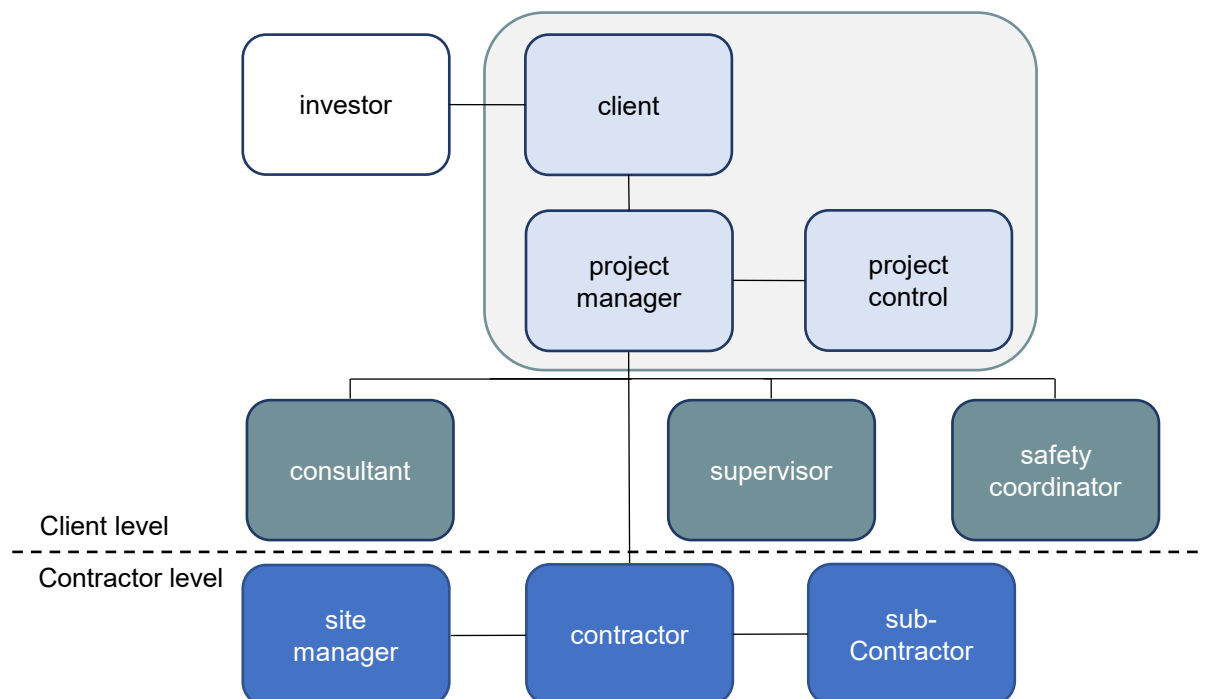 investor
client
project
manager
project
control
consultant
supervisor
safety
coordinator
Client level
Contractor level
site
manager
contractor
sub-
Contractor